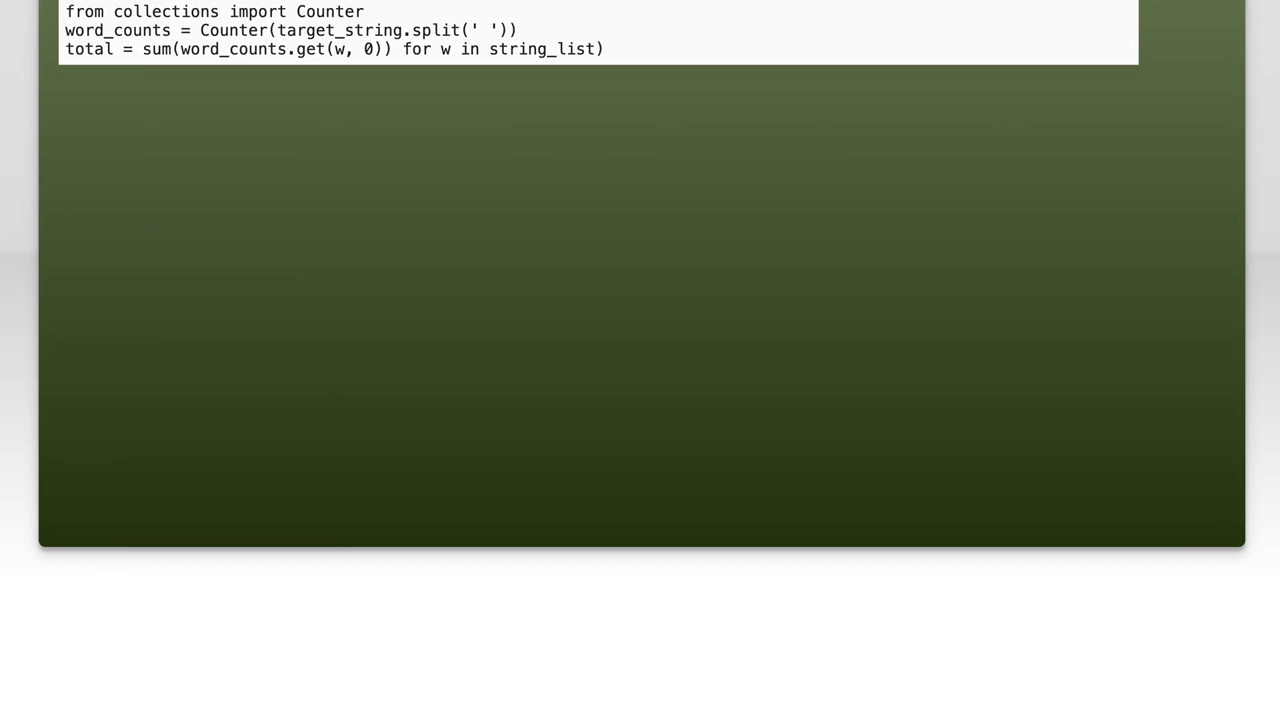 from collections import Counter
word_counts = Counter(target_string.split(' '))
total = sum(word_counts.get(w, 0)) for w in string_list)